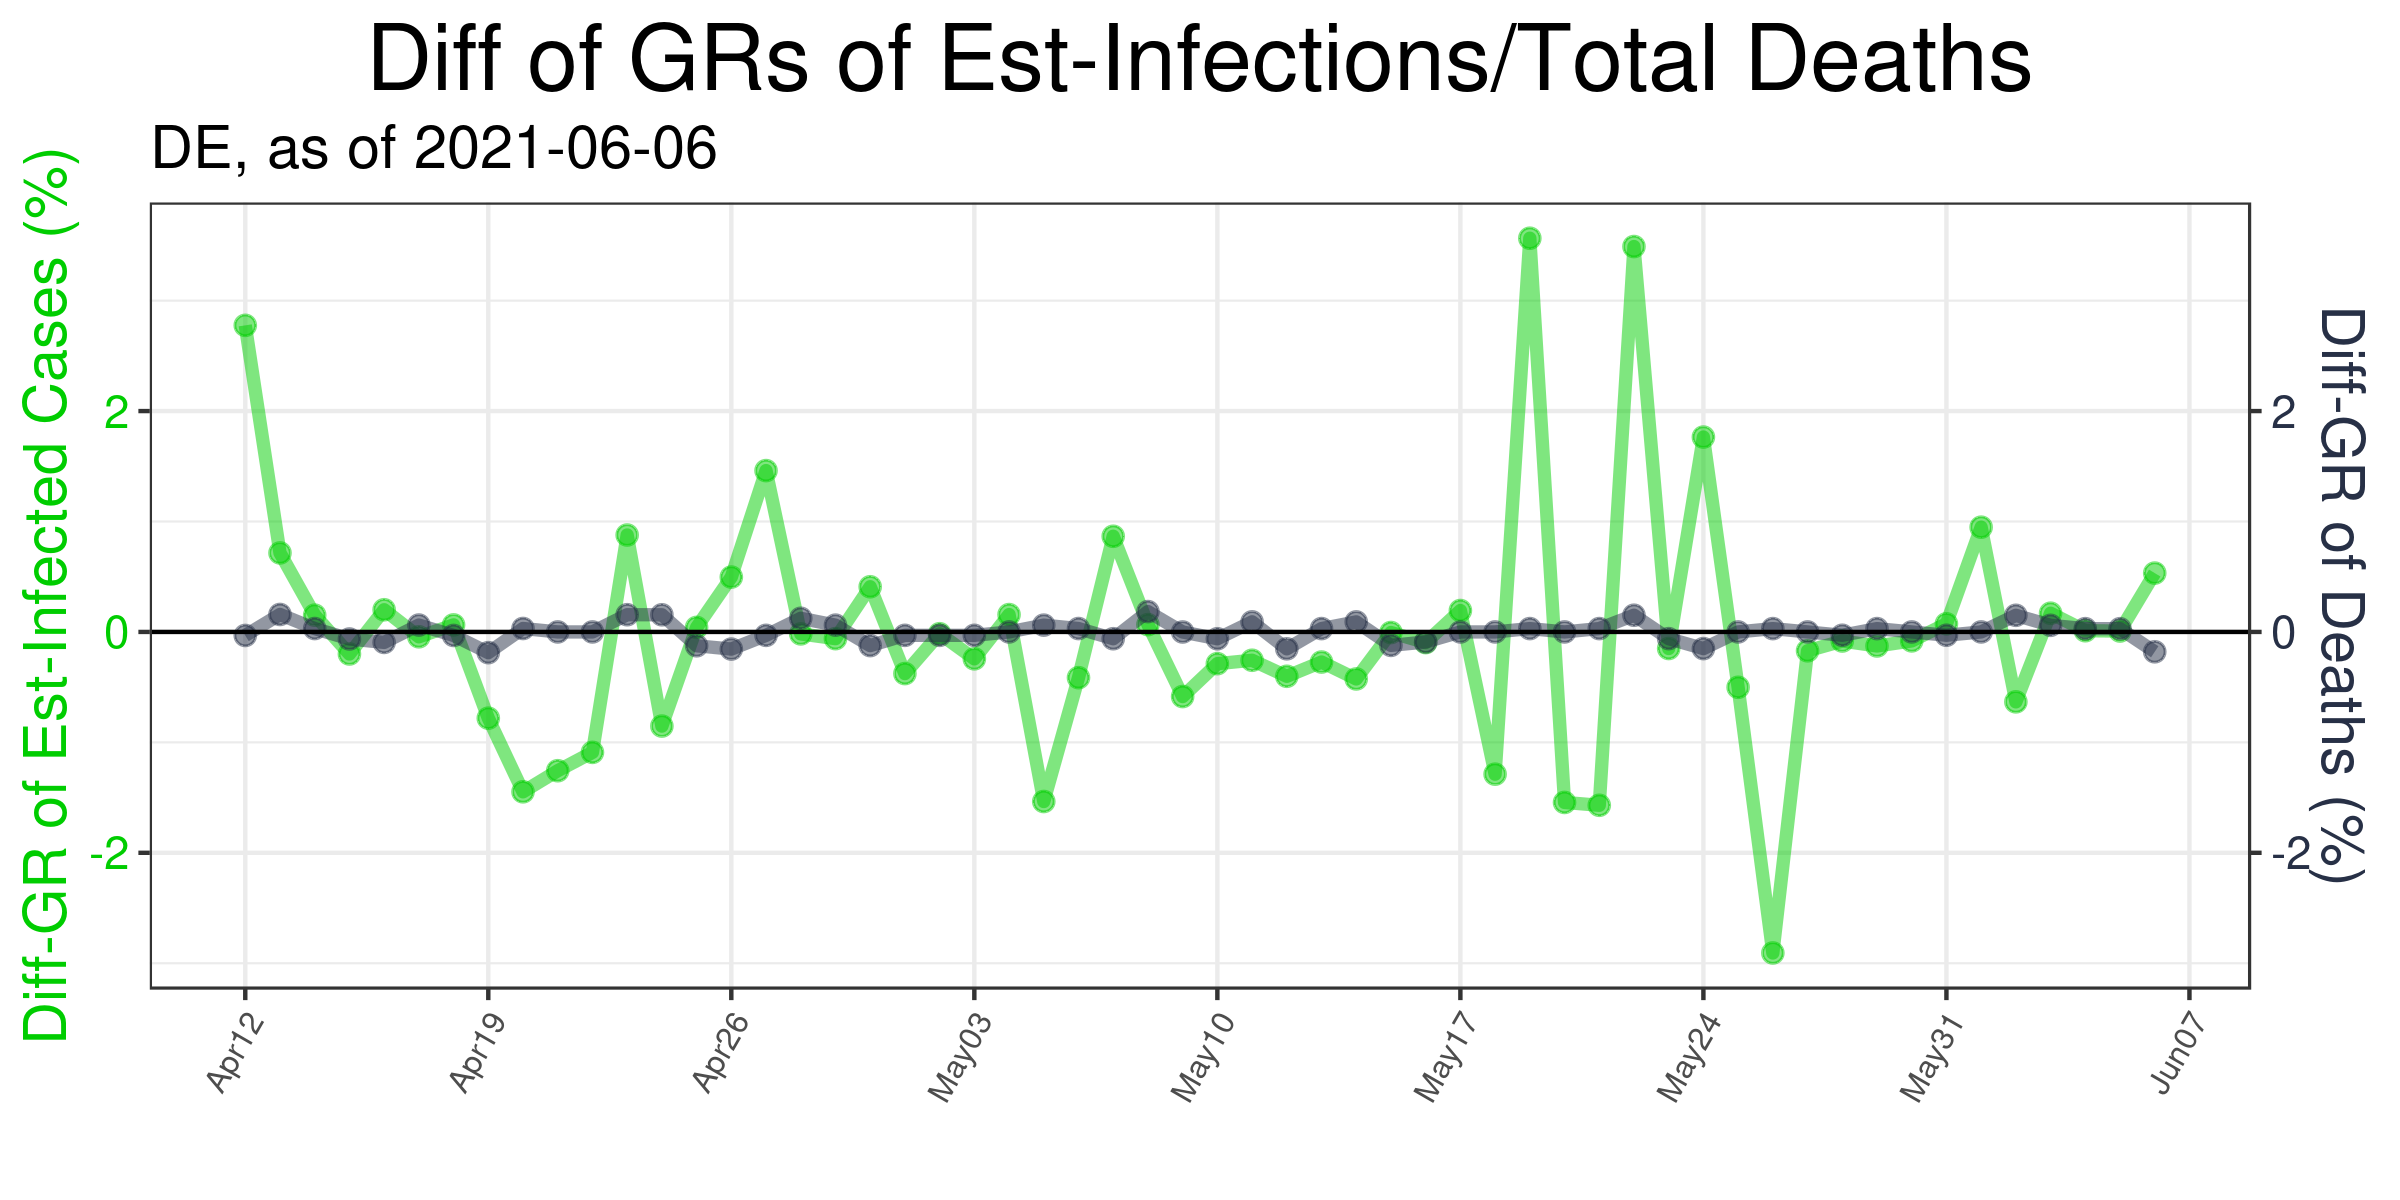 Diff of GRs of Est-Infections/Total Deaths
DE, as of 2021-06-06
Diff-GR of Est-Infected Cases (%)
2
0
-2
2
0
-2
Diff-GR of Deaths (%)
Apr12
Apr19
Apr26
May03
May10
May17
May24
May31
Jun07